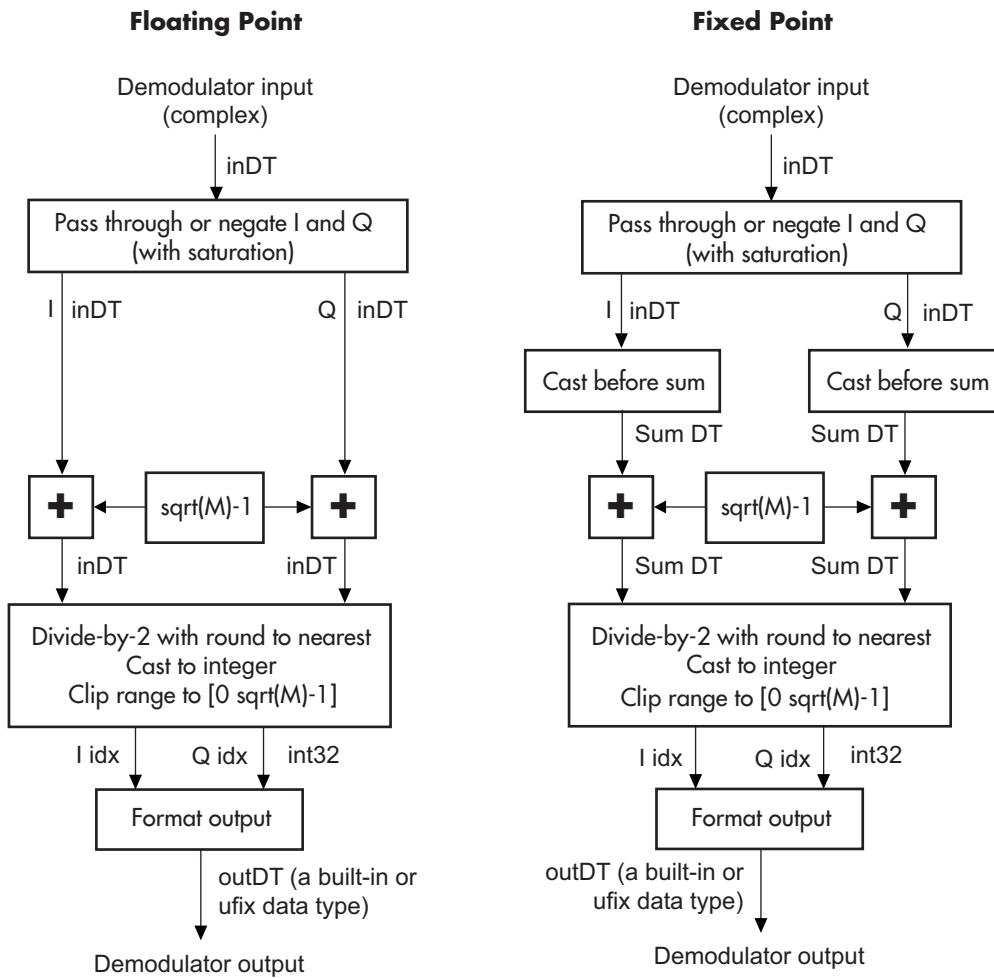 Floating Point
Demodulator input
(complex)
inDT
Pass through or negate I and Q
(with saturation)
I inDT
Q inDT
+
sqrt(M)-1
+
inDT
inDT
Divide-by-2 with round to nearest
Cast to integer
Clip range to [0 sqrt(M)-1]
I idx
Q idx
int32
Format output
outDT (a built-in or
ufix data type)
Demodulator output
Fixed Point
Demodulator input
(complex)
inDT
Pass through or negate I and Q
(with saturation)
I inDT
Q inDT
Cast before sum
Cast before sum
Sum DT
Sum DT
+
sqrt(M)-1
+
Sum DT
Sum DT
Divide-by-2 with round to nearest
Cast to integer
Clip range to [0 sqrt(M)-1]
I idx
Q idx
int32
Format output
outDT (a built-in or
ufix data type)
Demodulator output